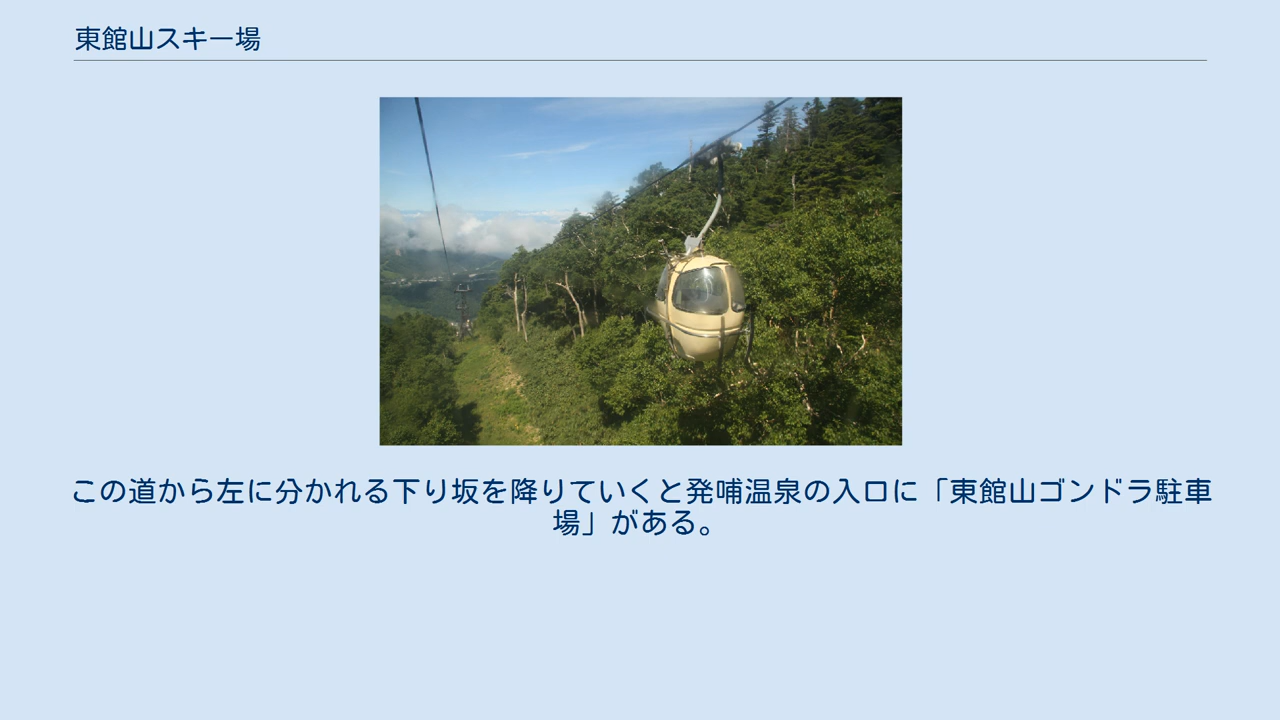 東館山スキー場
この道から左に分かれる下り坂を降りていくと発哺温泉の入口に「東館山ゴンドラ駐車
場」がある。